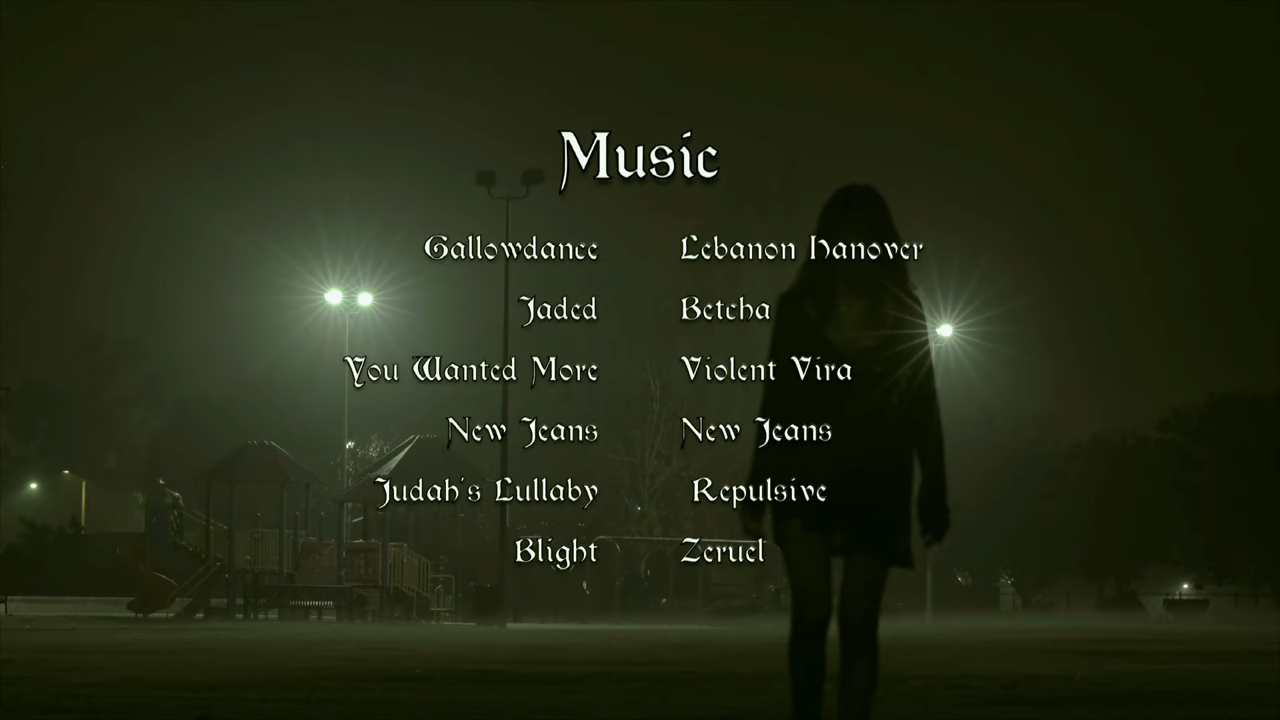 Music
Gallowdance Lebanon Hanover
Jaded Betcha
You Wanted More Violent Vira
New Jeans New Jeans
Judah's Lullaby Repulsive
Blight Zeruel